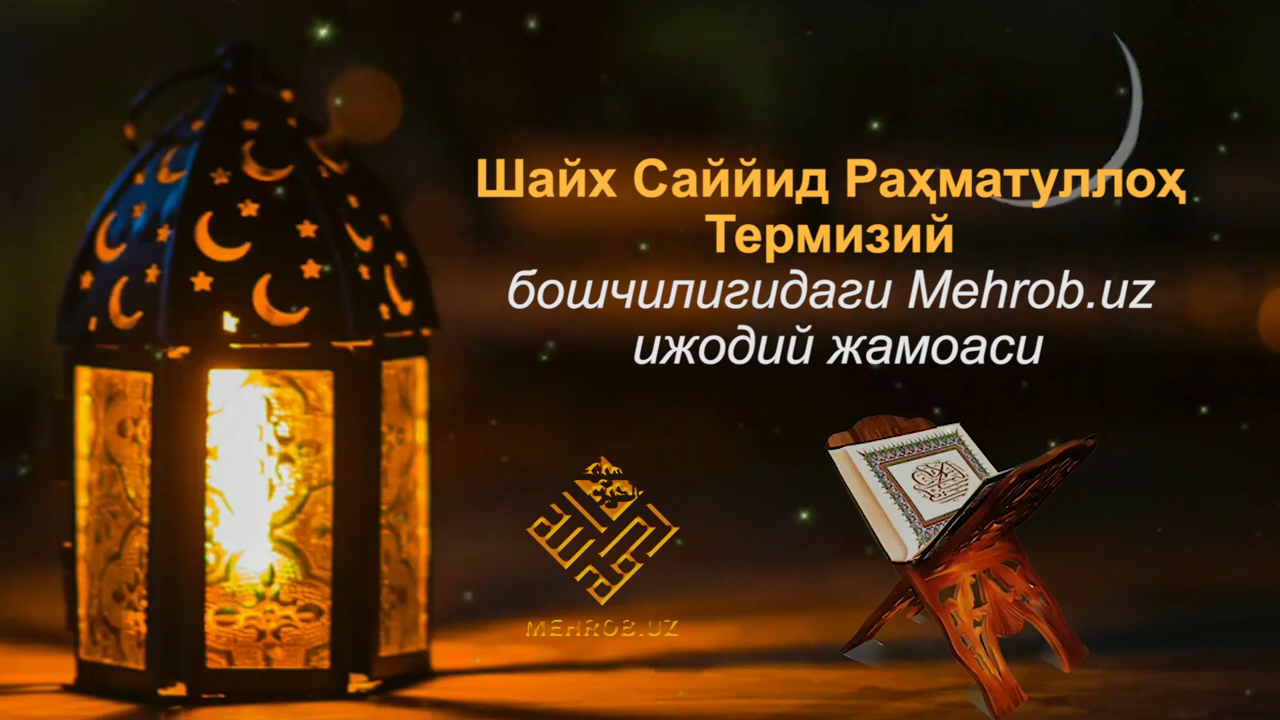 Шайх Саййид Раҳматуллоҳ
Термизий
бошчилигидаги Mehrob.uz
ижодий жамоаси
MEHROB.UZ